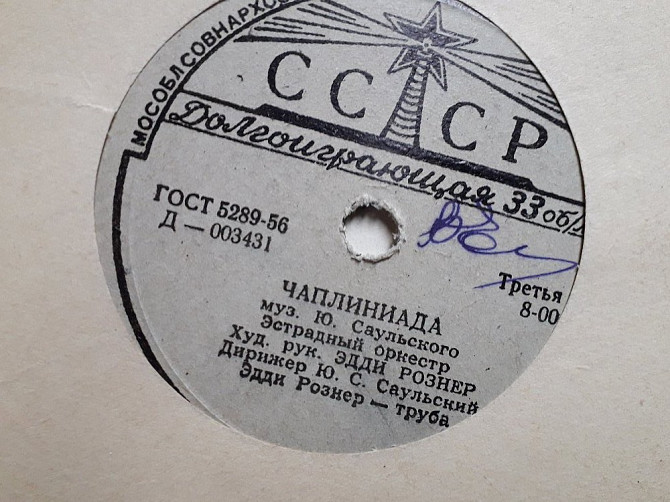 МОСОБЛСОВНАРХО
СССР
Долгоиграющая 33 об/
ГОСТ 5289-56
Д — 003431
Третья
8-00
ЧАПЛИНИАДА
муз. Ю. Саульского
Эстрадный оркестр
Худ. рук. ЭДДИ РОЗНЕР
Дирижер Ю. С. Саульский
Эдди Рознер — труба